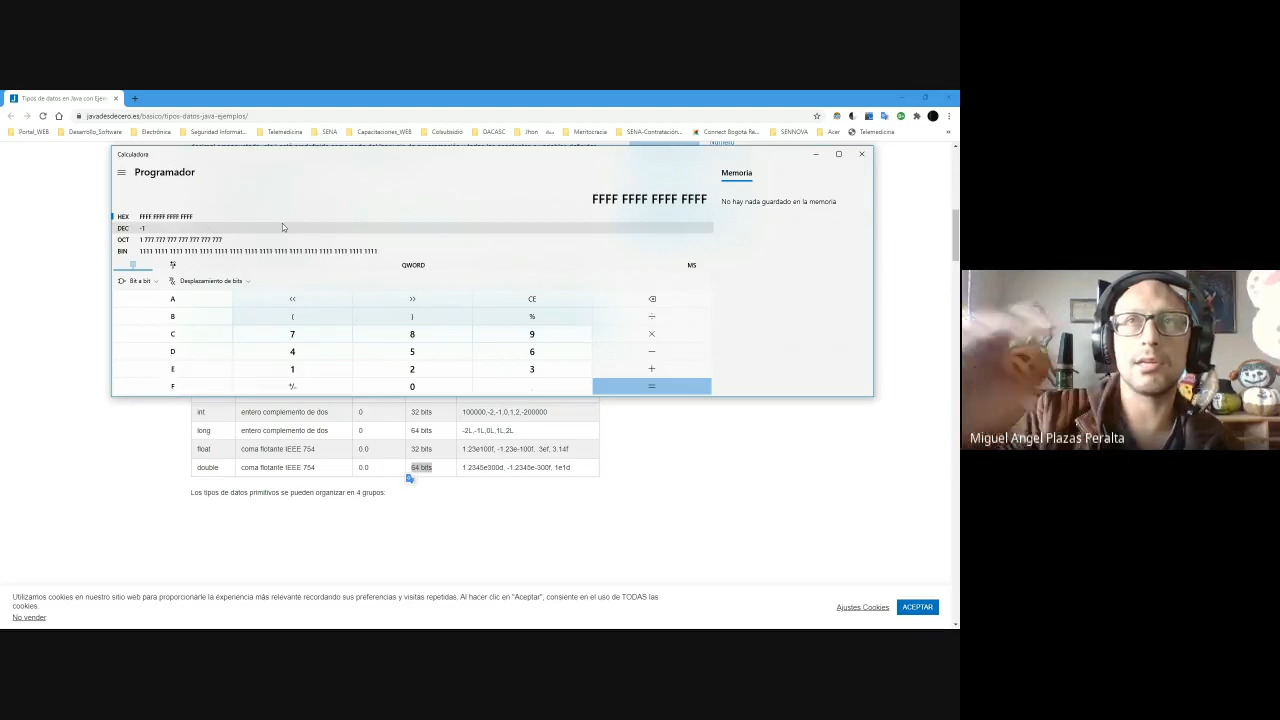 Tipos de datos en Java con Ejem
javadesdecero.es/basico/tipos-datos-java-ejemplos/
Portal_WEB Desarrollo_Software Electrónica Seguridad Informát... Telemedicina SENA Capacitaciones_WEB Colsubsidio DACASC Jhon Meritocracia SENA-Contratación... Connect Bogotá Re... SENNOVA Acer Telemedicina »
Número
Calculadora
Programador
Memoria
No hay nada guardado en la memoria
FFFF FFFF FFFF FFFF
HEX FFFF FFFF FFFF FFFF
DEC -1
OCT 1 777 777 777 777 777 777 777
BIN 1111 1111 1111 1111 1111 1111 1111 1111 1111 1111 1111 1111 1111 1111 1111 1111
QWORD MS
Bit a bit Desplazamiento de bits
A << >> CE
B ( ) % ÷
C 7 8 9 ×
D 4 5 6 −
E 1 2 3 +
F +/− 0 . =
int entero complemento de dos 0 32 bits 100000,-2,-1,0,1,2,-200000
long entero complemento de dos 0 64 bits -2L,-1L,0L,1L,2L
float coma flotante IEEE 754 0.0 32 bits 1.23e100f, -1.23e-100f, .3ef, 3.14f
double coma flotante IEEE 754 0.0 64 bits 1.2345e300d, -1.2345e-300f, 1e1d
Los tipos de datos primitivos se pueden organizar en 4 grupos:
Utilizamos cookies en nuestro sitio web para proporcionarle la experiencia más relevante recordando sus preferencias y visitas repetidas. Al hacer clic en "Aceptar", consiente en el uso de TODAS las
cookies.
No vender
Ajustes Cookies
ACEPTAR
Miguel Angel Plazas Peralta